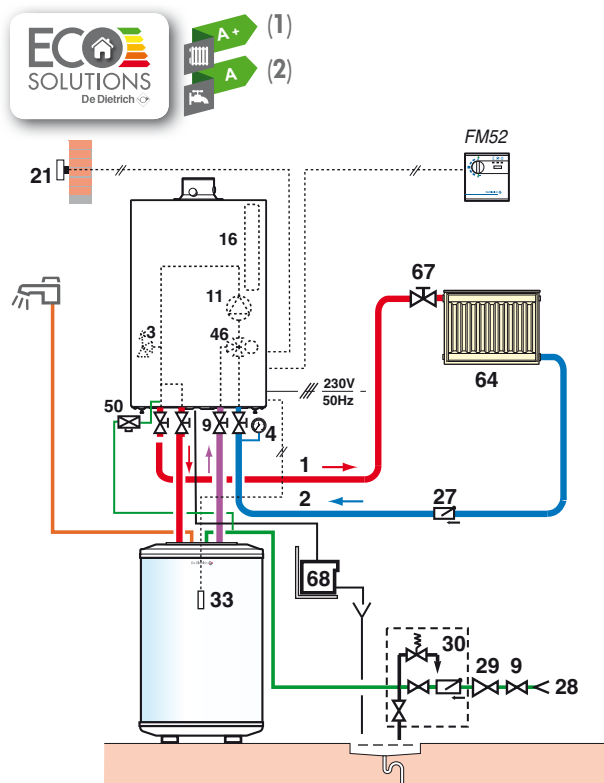 ECO
SOLUTIONS
De Dietrich
A+ (1)
A (2)
FM52
21
16
67
11
3
46
64
230V
50Hz
50
9
4
1
2
27
68
33
30
29
9
28